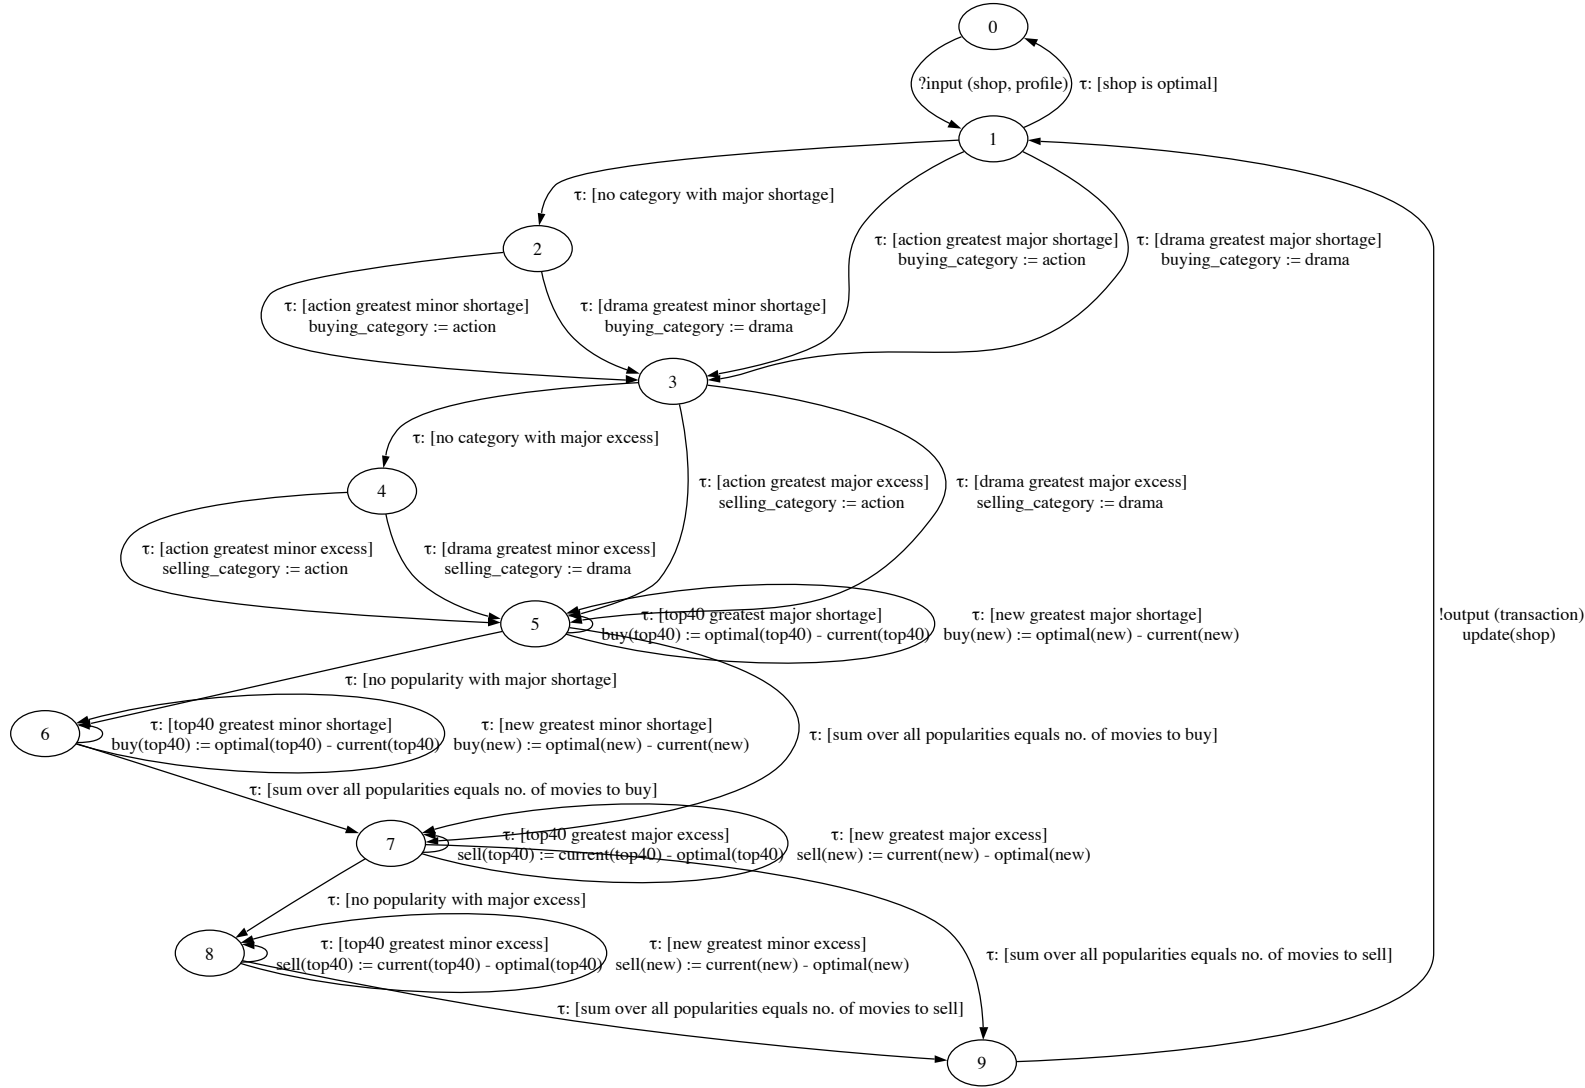 0
?input (shop, profile)
τ: [shop is optimal]
1
τ: [no category with major shortage]
τ: [action greatest major shortage]
buying_category := action
τ: [drama greatest major shortage]
buying_category := drama
2
τ: [action greatest minor shortage]
buying_category := action
τ: [drama greatest minor shortage]
buying_category := drama
3
τ: [no category with major excess]
τ: [action greatest major excess]
selling_category := action
τ: [drama greatest major excess]
selling_category := drama
4
τ: [action greatest minor excess]
selling_category := action
τ: [drama greatest minor excess]
selling_category := drama
5
τ: [top40 greatest major shortage]
buy(top40) := optimal(top40) - current(top40)
τ: [new greatest major shortage]
buy(new) := optimal(new) - current(new)
!output (transaction)
update(shop)
τ: [no popularity with major shortage]
6
τ: [top40 greatest minor shortage]
buy(top40) := optimal(top40) - current(top40)
τ: [new greatest minor shortage]
buy(new) := optimal(new) - current(new)
τ: [sum over all popularities equals no. of movies to buy]
τ: [sum over all popularities equals no. of movies to buy]
7
τ: [top40 greatest major excess]
sell(top40) := current(top40) - optimal(top40)
τ: [new greatest major excess]
sell(new) := current(new) - optimal(new)
τ: [no popularity with major excess]
8
τ: [top40 greatest minor excess]
sell(top40) := current(top40) - optimal(top40)
τ: [new greatest minor excess]
sell(new) := current(new) - optimal(new)
τ: [sum over all popularities equals no. of movies to sell]
τ: [sum over all popularities equals no. of movies to sell]
9